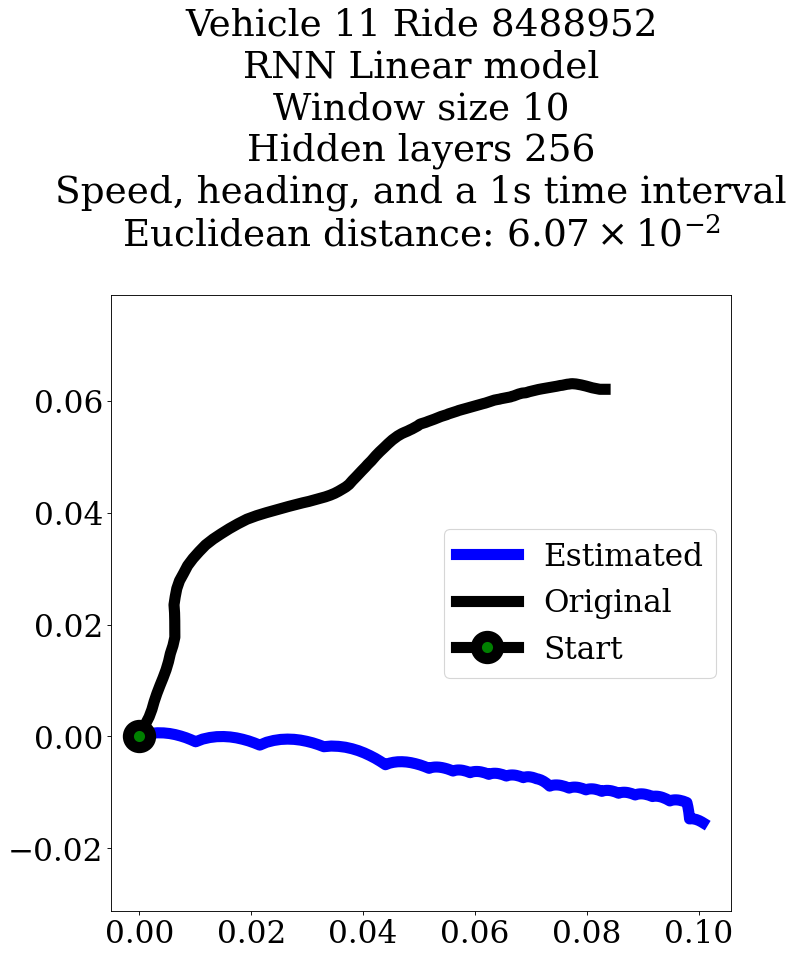 Vehicle 11 Ride 8488952
RNN Linear model
Window size 10
Hidden layers 256
Speed, heading, and a 1s time interval
Euclidean distance: 6.07 × 10⁻²
0.06
0.04
0.02
0.00
−0.02
Estimated
Original
Start
0.00 0.02 0.04 0.06 0.08 0.10